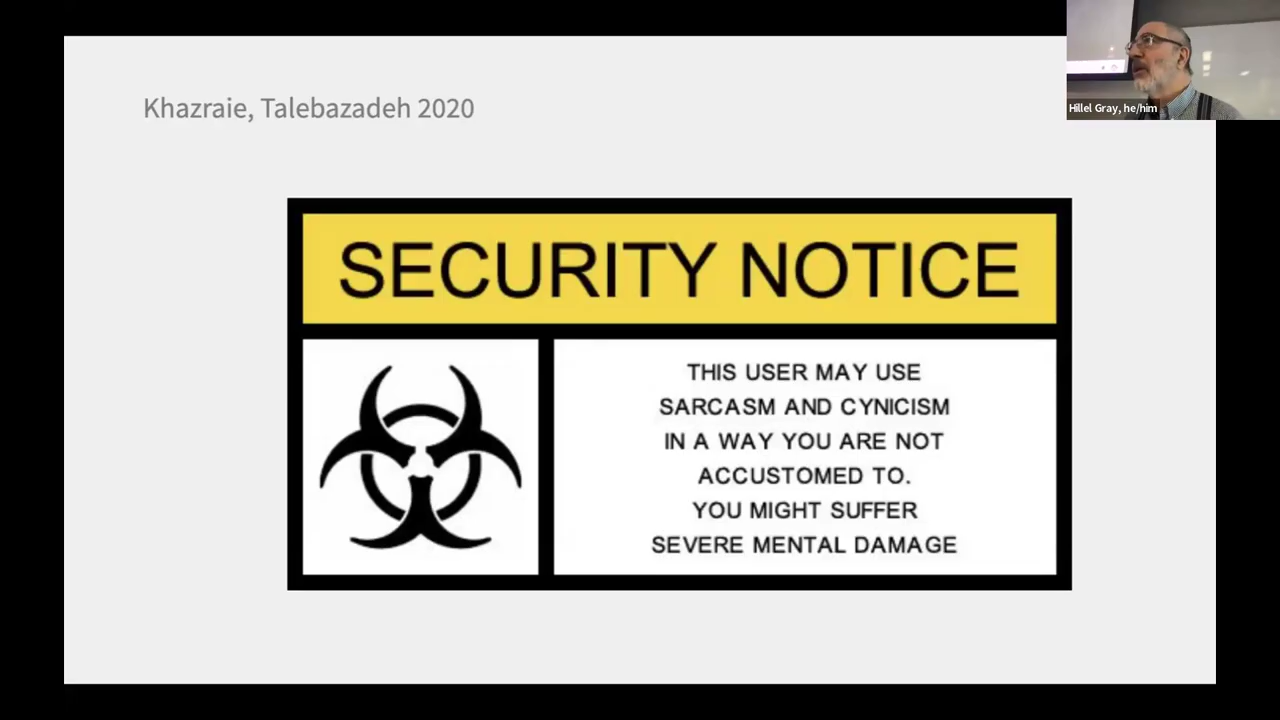 Khazraie, Talebazadeh 2020
Hillel Gray, he/him
SECURITY NOTICE
THIS USER MAY USE
SARCASM AND CYNICISM
IN A WAY YOU ARE NOT
ACCUSTOMED TO.
YOU MIGHT SUFFER
SEVERE MENTAL DAMAGE